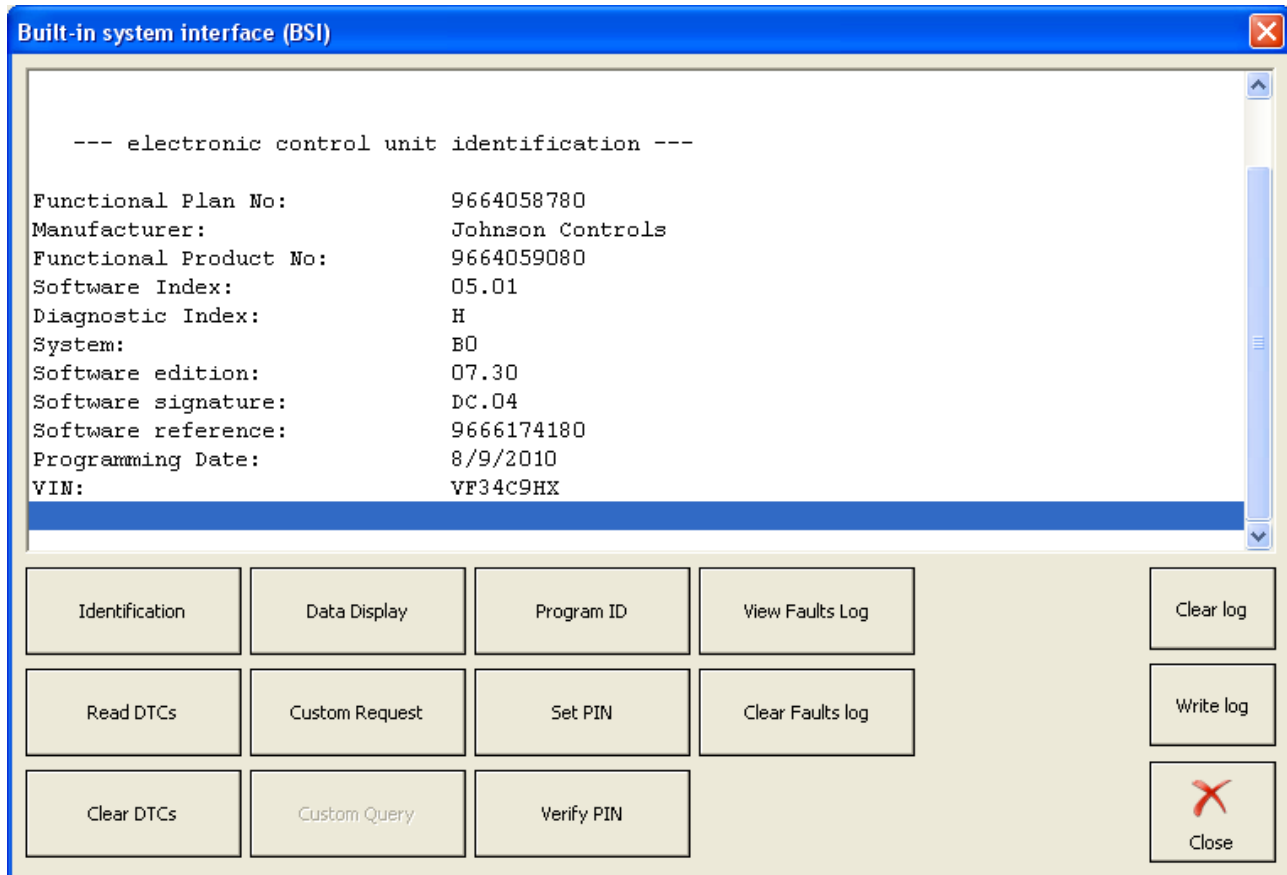 Built-in system interface (BSI)
--- electronic control unit identification ---
Functional Plan No: 9664058780
Manufacturer: Johnson Controls
Functional Product No: 9664059080
Software Index: 05.01
Diagnostic Index: H
System: B0
Software edition: 07.30
Software signature: DC.04
Software reference: 9666174180
Programming Date: 8/9/2010
VIN: VF34C9HX
Identification Data Display Program ID View Faults Log Clear log
Read DTCs Custom Request Set PIN Clear Faults log Write log
Clear DTCs Custom Query Verify PIN Close